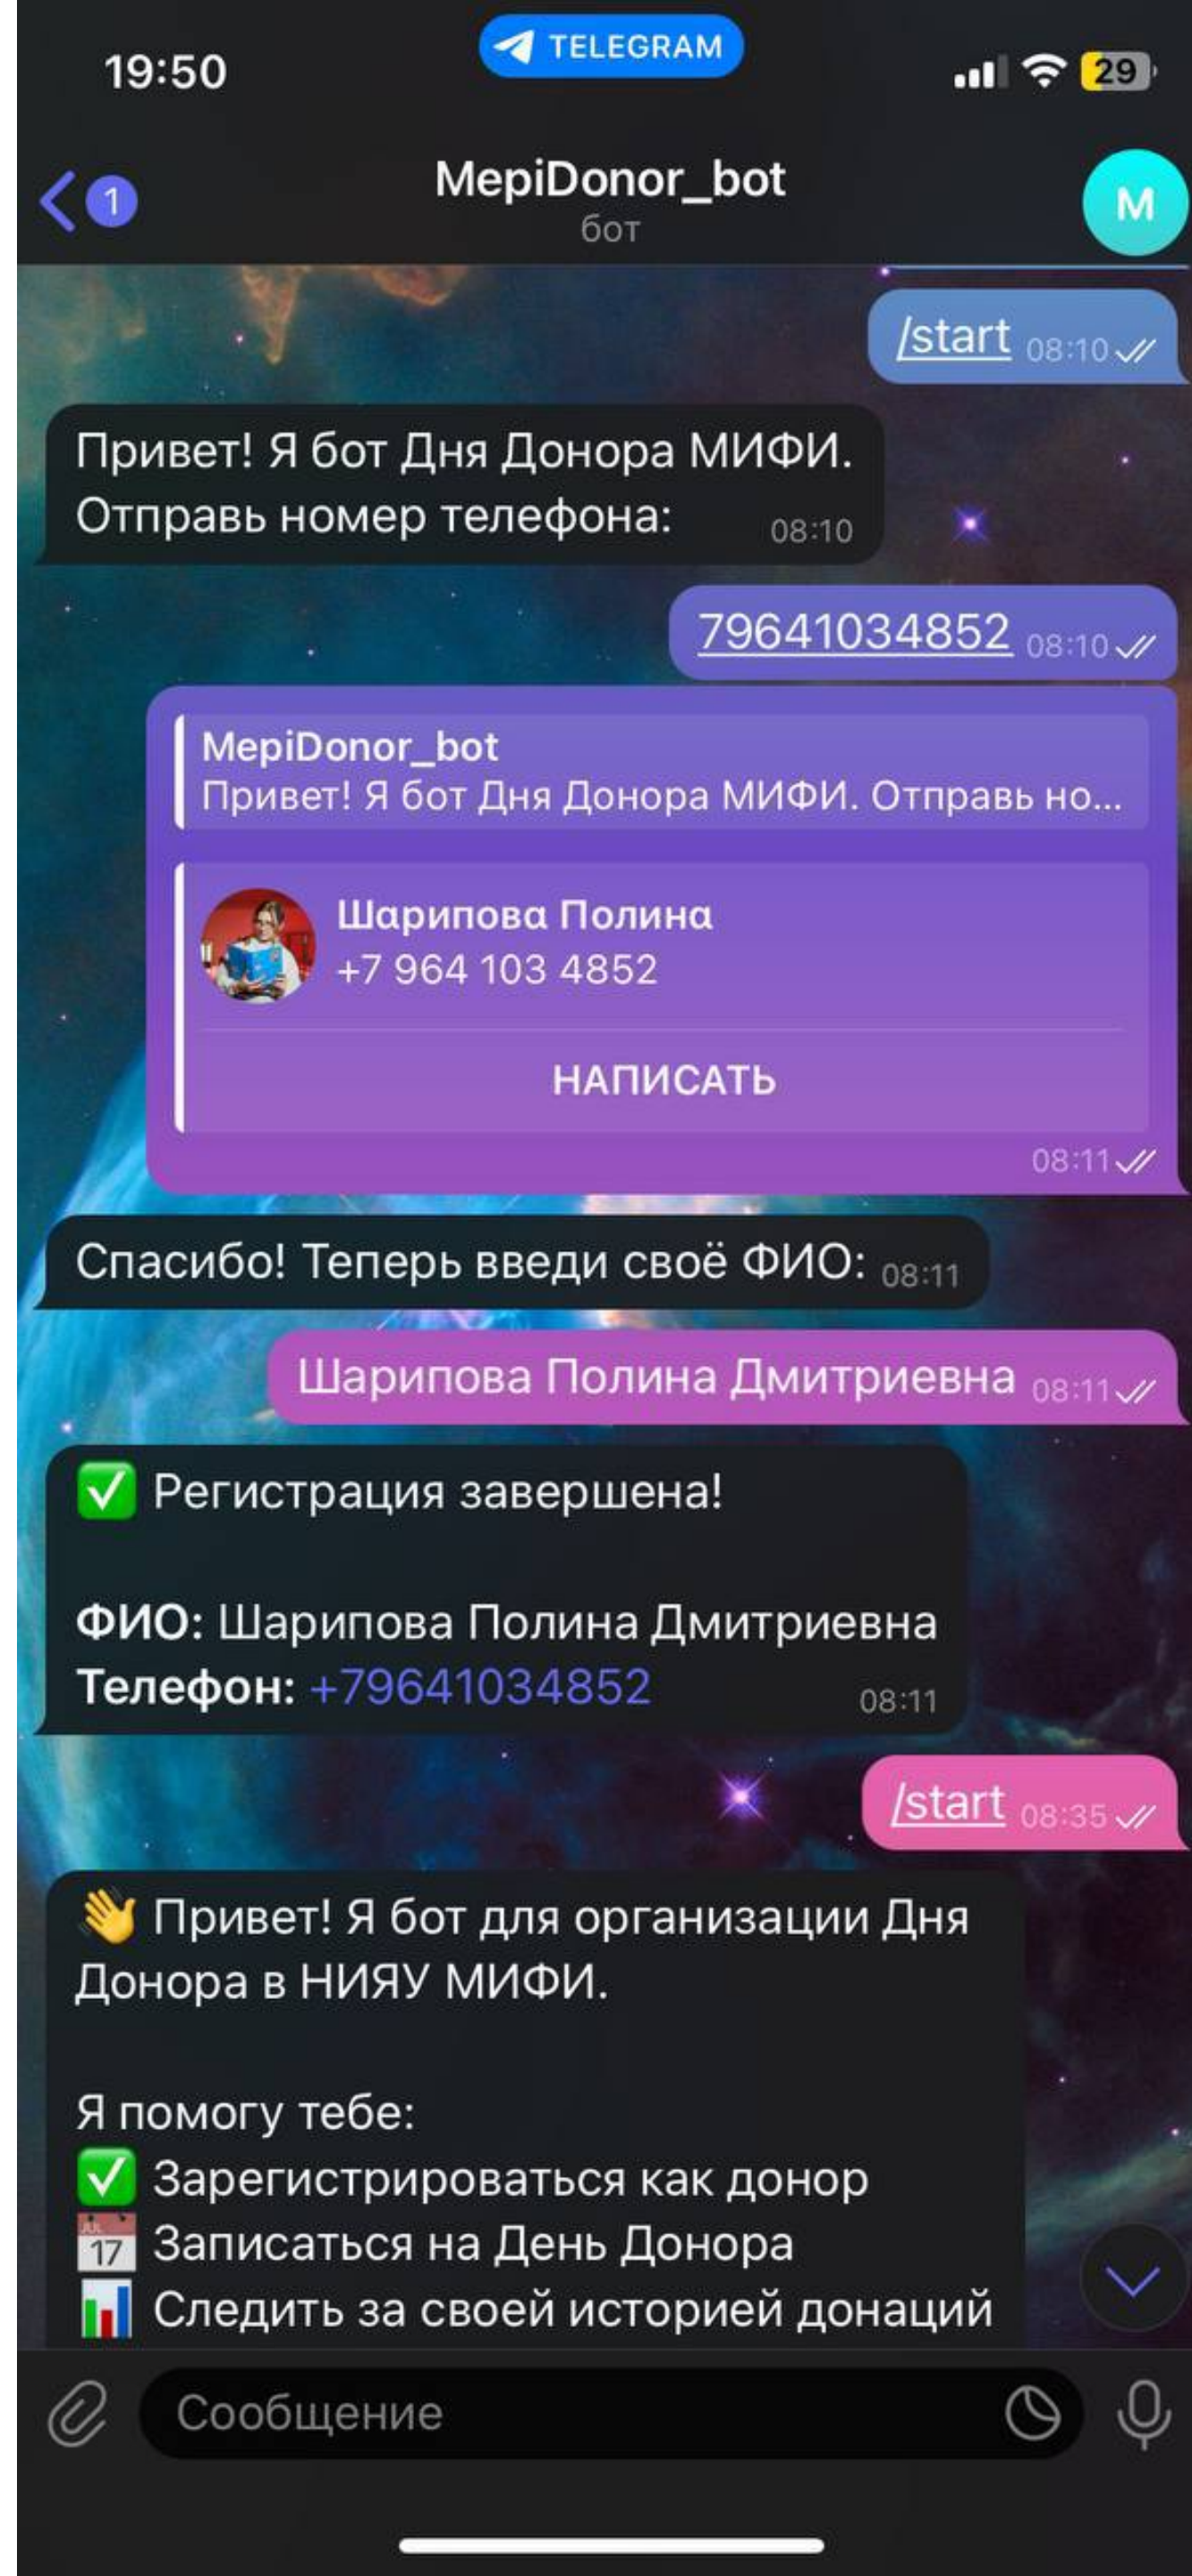 19:50
TELEGRAM
29
1
MepiDonor_bot
бот
M
/start 08:10
Привет! Я бот Дня Донора МИФИ.
Отправь номер телефона: 08:10
79641034852 08:10
MepiDonor_bot
Привет! Я бот Дня Донора МИФИ. Отправь но...
Шарипова Полина
+7 964 103 4852
НАПИСАТЬ
08:11
Спасибо! Теперь введи своё ФИО: 08:11
Шарипова Полина Дмитриевна 08:11
✅ Регистрация завершена!
ФИО: Шарипова Полина Дмитриевна
Телефон: +79641034852 08:11
/start 08:35
👋 Привет! Я бот для организации Дня
Донора в НИЯУ МИФИ.
Я помогу тебе:
✅ Зарегистрироваться как донор
📅 Записаться на День Донора
📊 Следить за своей историей донаций
Сообщение